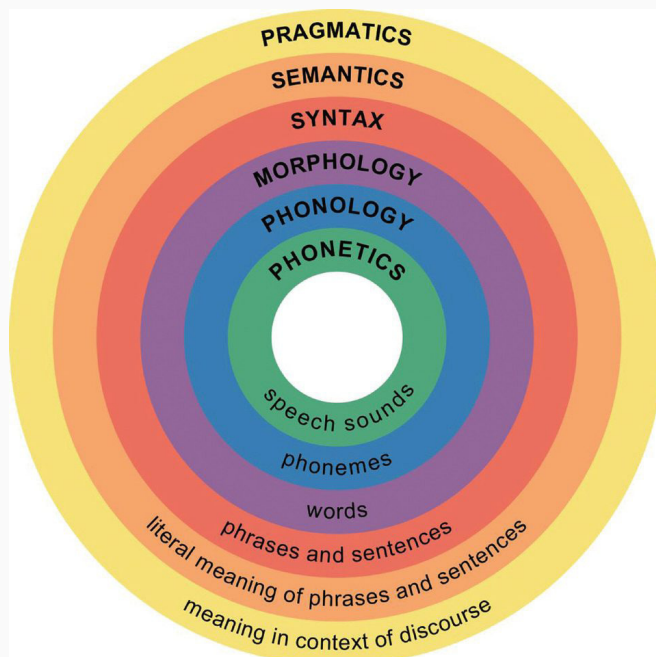 PRAGMATICS
SEMANTICS
SYNTAX
MORPHOLOGY
PHONOLOGY
PHONETICS
speech sounds
phonemes
words
phrases and sentences
literal meaning of phrases and sentences
meaning in context of discourse